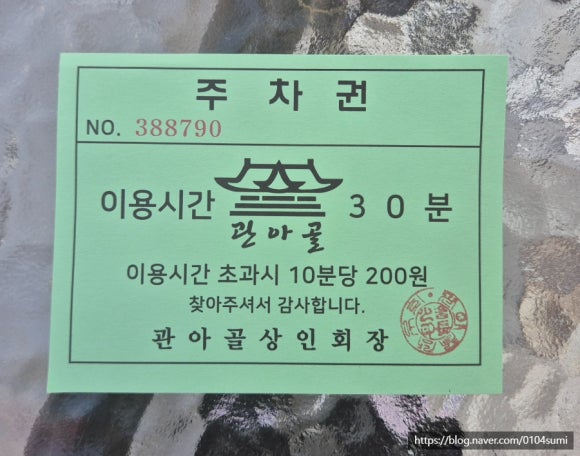 주 차 권
NO. 388790
이용시간 30분
관아골
이용시간 초과시 10분당 200원
찾아주셔서 감사합니다.
관아골상인회장
https://blog.naver.com/0104sumi